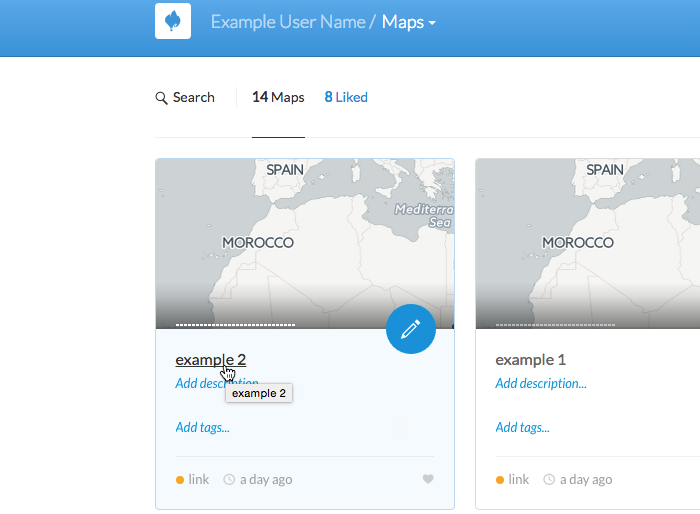 Example User Name / Maps
Search 14 Maps 8 Liked
SPAIN
Mediterra
Sea
MOROCCO
example 2
Add description...
example 2
Add tags...
link a day ago
SPAIN
MOROCCO
example 1
Add description...
Add tags...
link a day ago